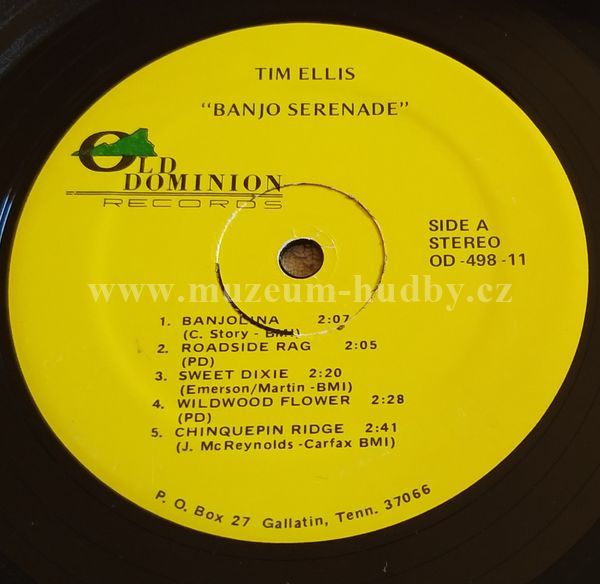 TIM ELLIS
"BANJO SERENADE"
OLD
DOMINION
RECORDS
SIDE A
STEREO
OD-498-11
www.muzeum-hudby.cz
1. BANJOLINA 2:07
(C. Story - BMI)
2. ROADSIDE RAG 2:05
(PD)
3. SWEET DIXIE 2:20
(Emerson/Martin -BMI)
4. WILDWOOD FLOWER 2:28
(PD)
5. CHINQUEPIN RIDGE 2:41
(J. McReynolds -Carfax BMI)
P. O. Box 27 Gallatin, Tenn. 37066